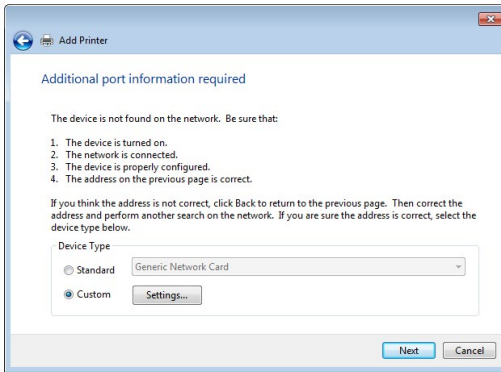 Add Printer
Additional port information required
The device is not found on the network. Be sure that:
1. The device is turned on.
2. The network is connected.
3. The device is properly configured.
4. The address on the previous page is correct.
If you think the address is not correct, click Back to return to the previous page. Then correct the
address and perform another search on the network. If you are sure the address is correct, select the
device type below.
Device Type
Standard Generic Network Card
Custom Settings...
Next Cancel